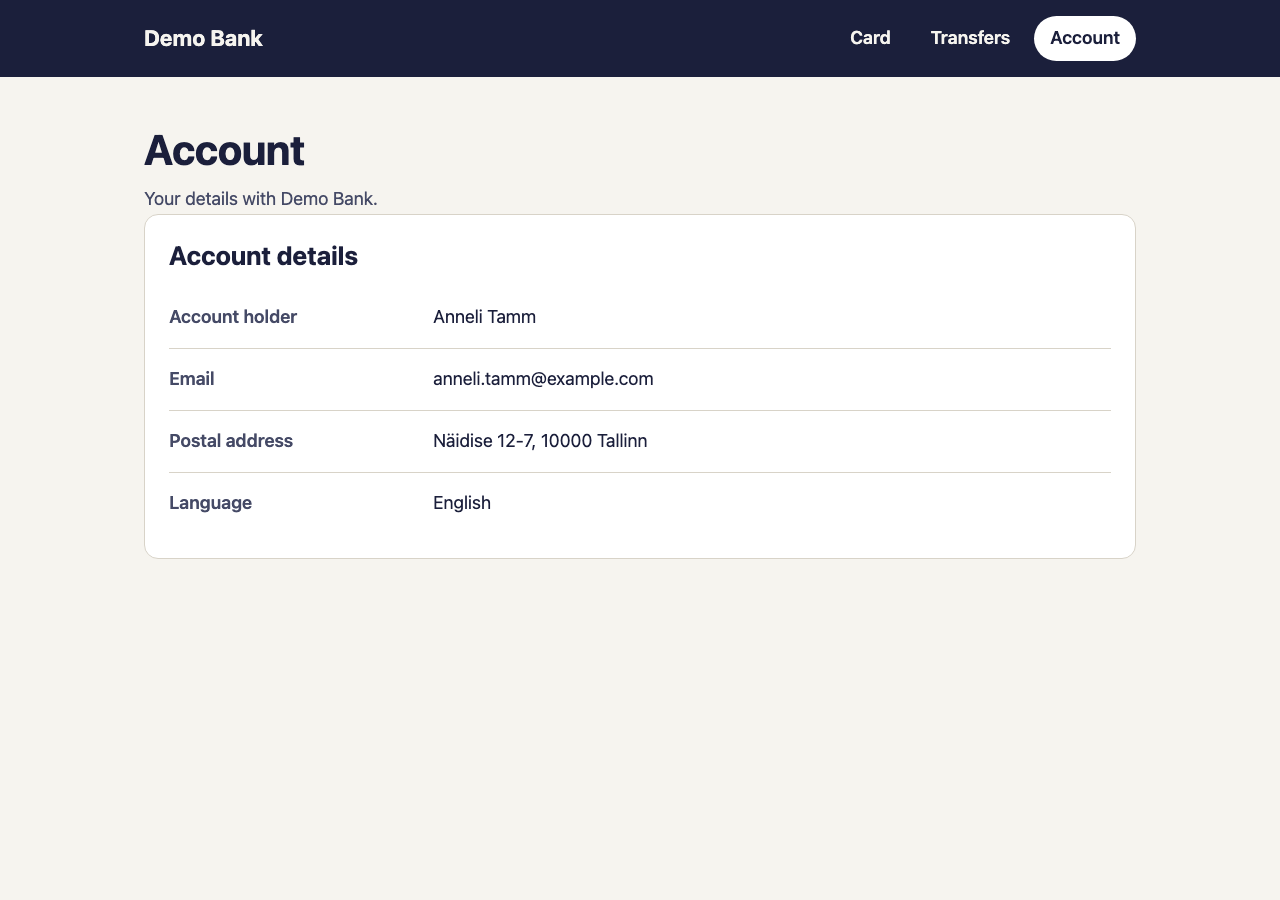 Demo Bank
Card
Transfers
Account
Account
Your details with Demo Bank.
Account details
Account holder
Anneli Tamm
Email
anneli.tamm@example.com
Postal address
Näidise 12-7, 10000 Tallinn
Language
English